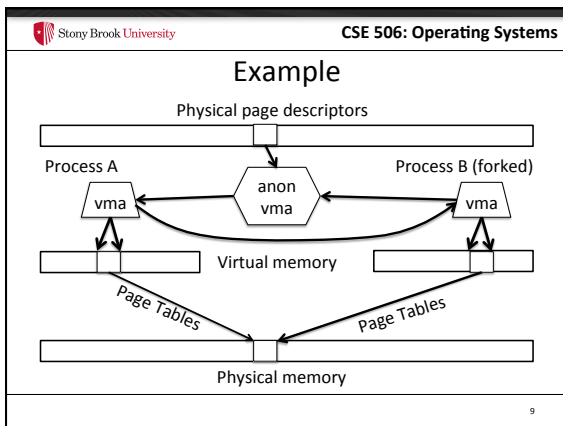 Stony Brook University
CSE 506: Operating Systems
Example
Physical page descriptors
Process A
Process B (forked)
anon
vma
vma
vma
Virtual memory
Page Tables
Page Tables
Physical memory
9